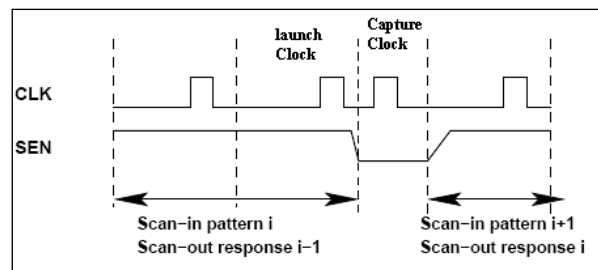 launch
Clock
Capture
Clock
CLK
SEN
Scan-in pattern i
Scan-out response i-1
Scan-in pattern i+1
Scan-out response i